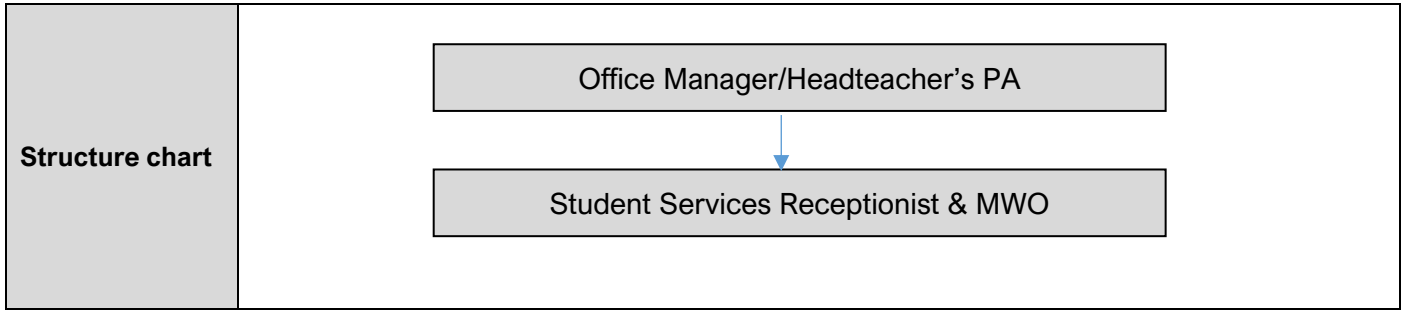 Structure chart
Office Manager/Headteacher’s PA
Student Services Receptionist & MWO